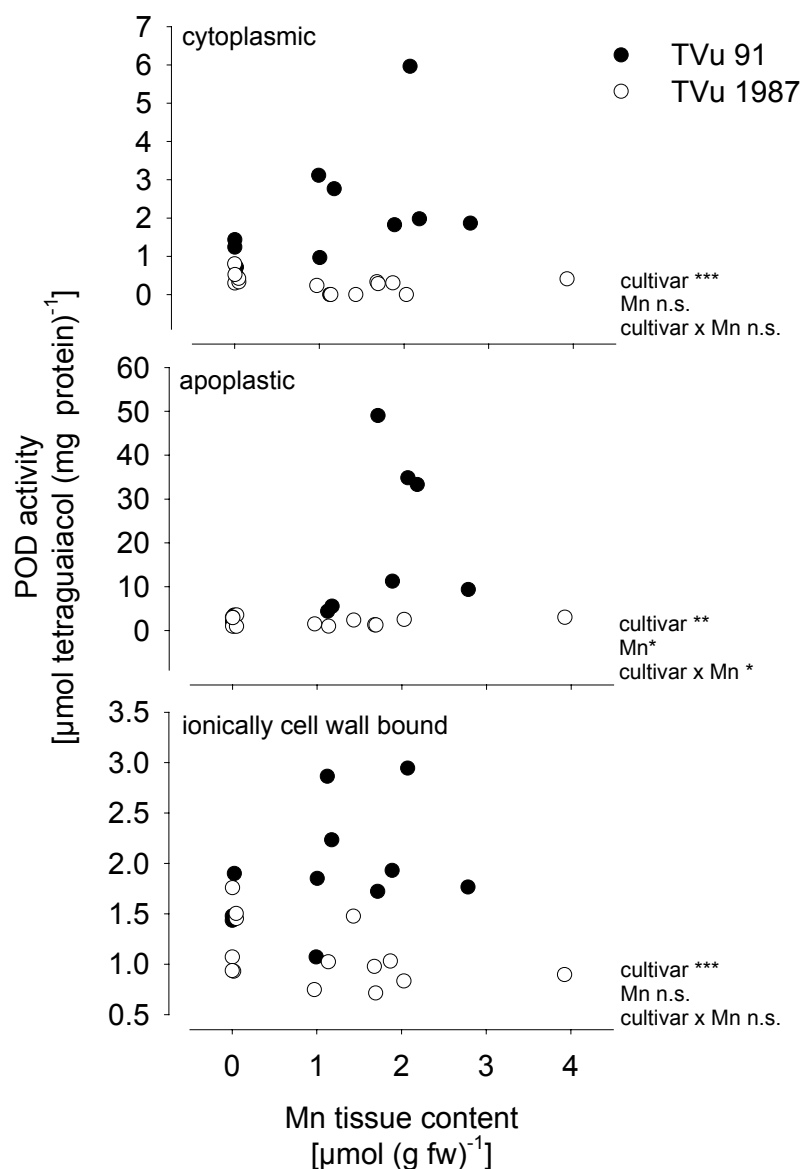 cytoplasmic
TVu 91
TVu 1987
7
6
5
4
3
2
1
0
cultivar ***
Mn n.s.
cultivar x Mn n.s.
apoplastic
60
50
40
30
20
10
0
cultivar **
Mn*
cultivar x Mn *
ionically cell wall bound
3.5
3.0
2.5
2.0
1.5
1.0
0.5
cultivar ***
Mn n.s.
cultivar x Mn n.s.
POD activity
[µmol tetraguaiacol (mg protein)-1]
0 1 2 3 4
Mn tissue content
[µmol (g fw)-1]